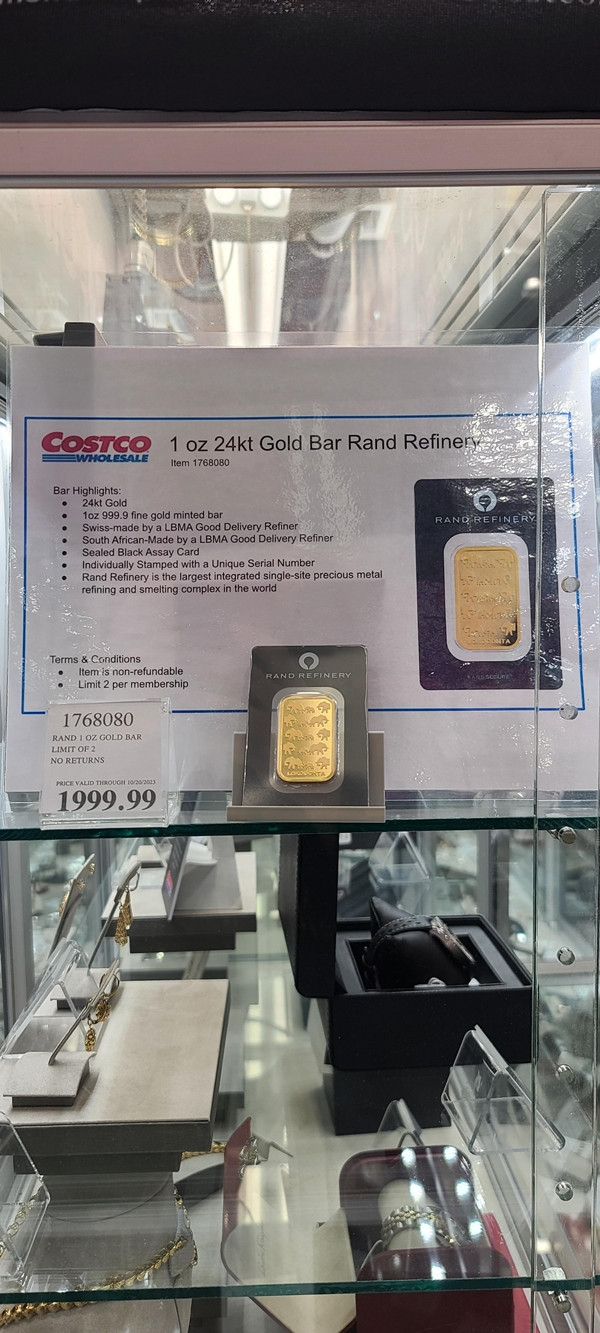 COSTCO
WHOLESALE
1 oz 24kt Gold Bar Rand Refinery
Item 1768080
Bar Highlights:
• 24kt Gold
• 1oz 999.9 fine gold minted bar
• Swiss-made by a LBMA Good Delivery Refiner
• South African-Made by a LBMA Good Delivery Refiner
• Sealed Black Assay Card
• Individually Stamped with a Unique Serial Number
• Rand Refinery is the largest integrated single-site precious metal
refining and smelting complex in the world
RAND REFINERY
Terms & Conditions
• Item is non-refundable
• Limit 2 per membership
1768080
RAND 1 OZ GOLD BAR
LIMIT OF 2
NO RETURNS
PRICE VALID THROUGH 10/20/2023
1999.99
RAND REFINERY
LOXODONTA